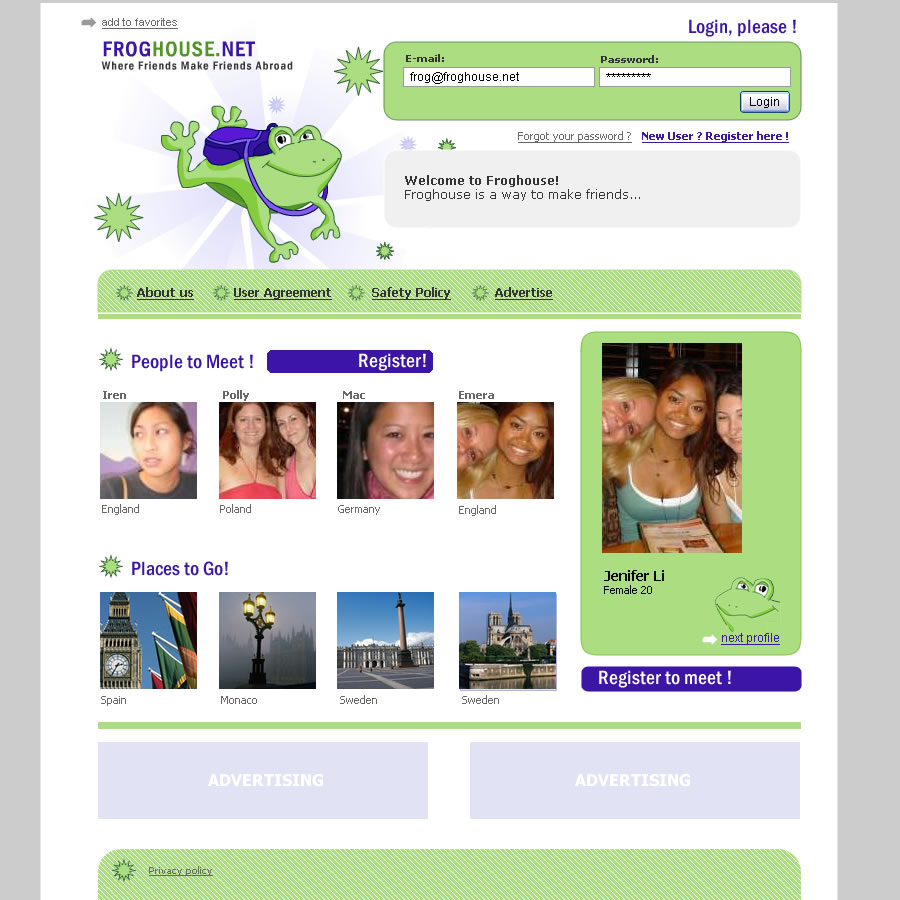 add to favorites
FROGHOUSE.NET
Where Friends Make Friends Abroad
Login, please !
E-mail:
Password:
frog@froghouse.net
*********
Login
Forgot your password ?
New User ? Register here !
Welcome to Froghouse!
Froghouse is a way to make friends...
About us
User Agreement
Safety Policy
Advertise
People to Meet !
Register!
Iren
Polly
Mac
Emera
England
Poland
Germany
England
Jenifer Li
Female 20
next profile
Register to meet !
Places to Go!
Spain
Monaco
Sweden
Sweden
ADVERTISING
ADVERTISING
Privacy policy